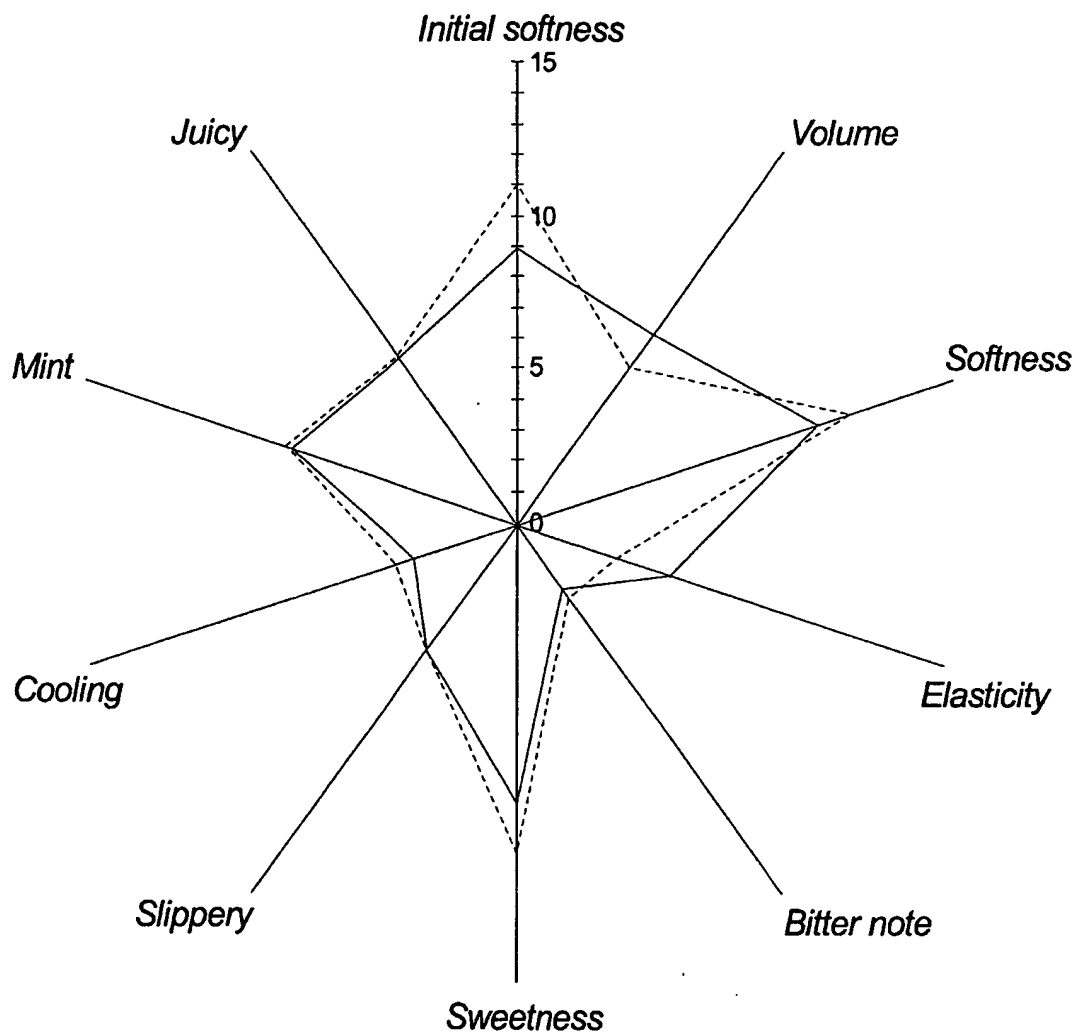 Initial softness
15
Juicy
Volume
10
Mint
5
Softness
0
Cooling
Elasticity
Slippery
Bitter note
Sweetness